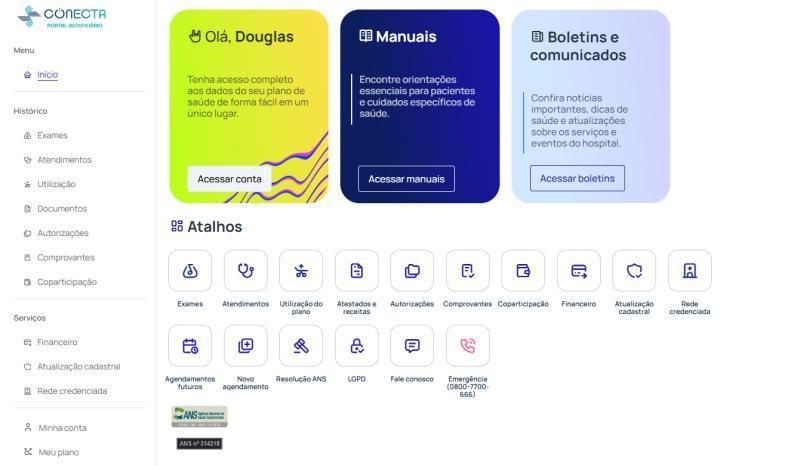 CONECTA
PORTAL BENEFICIÁRIO
Menu
Início
Histórico
Exames
Atendimentos
Utilização
Documentos
Autorizações
Comprovantes
Coparticipação
Serviços
Financeiro
Atualização cadastral
Rede credenciada
Minha conta
Meu plano
Olá, Douglas
Tenha acesso completo
aos dados do seu plano de
saúde de forma fácil em um
único lugar.
Acessar conta
Manuais
Encontre orientações
essenciais para pacientes
e cuidados específicos de
saúde.
Acessar manuais
Boletins e
comunicados
Confira notícias
importantes, dicas de
saúde e atualizações
sobre os serviços e
eventos do hospital.
Acessar boletins
Atalhos
Exames
Atendimentos
Utilização do
plano
Atestados e
receitas
Autorizações
Comprovantes
Coparticipação
Financeiro
Atualização
cadastral
Rede
credenciada
Agendamentos
futuros
Novo
agendamento
Resolução ANS
LGPD
Fale conosco
Emergência
(0800-7700-
666)
ANS Agência Nacional de
Saúde Suplementar
ANS nº 314218